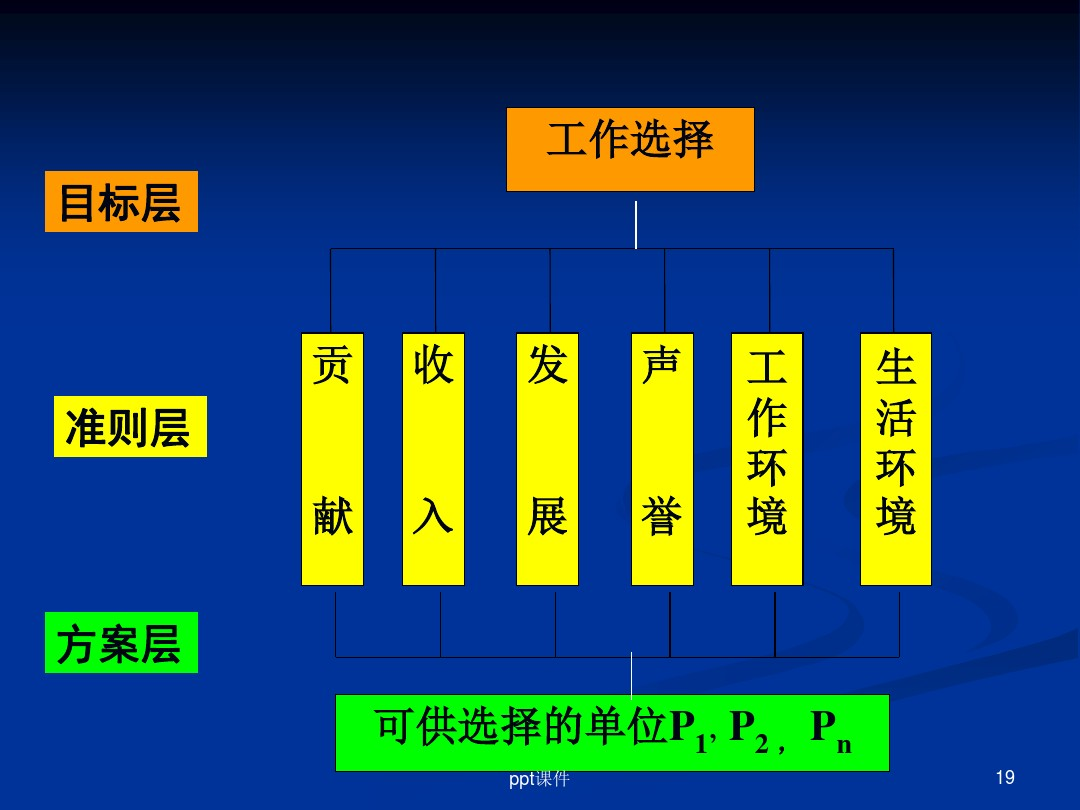 工作选择
目标层
贡献
收入
发展
声誉
工作环境
生活环境
准则层
方案层
可供选择的单位P1, P2 , Pn
ppt课件
19